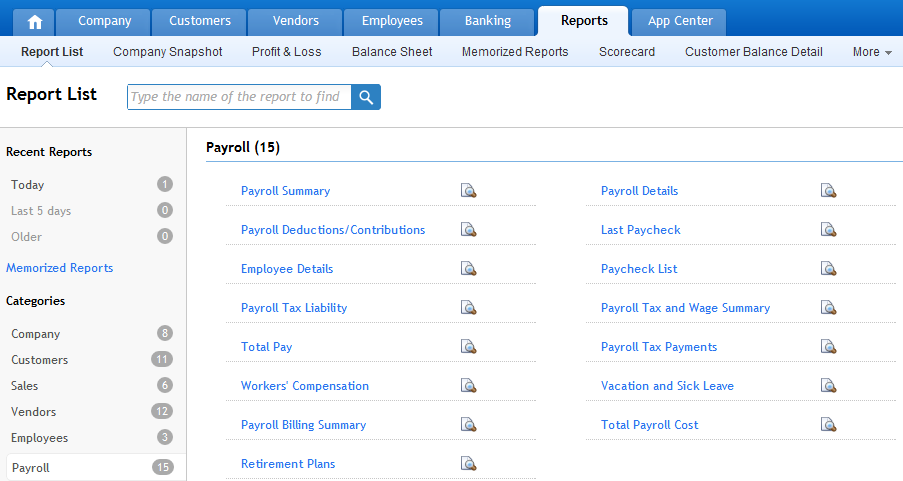 Company Customers Vendors Employees Banking Reports App Center
Report List Company Snapshot Profit & Loss Balance Sheet Memorized Reports Scorecard Customer Balance Detail More
Report List Type the name of the report to find
Recent Reports
Today 1
Last 5 days 0
Older 0
Memorized Reports
Categories
Company 8
Customers 11
Sales 6
Vendors 12
Employees 3
Payroll 15
Payroll (15)
Payroll Summary Payroll Details
Payroll Deductions/Contributions Last Paycheck
Employee Details Paycheck List
Payroll Tax Liability Payroll Tax and Wage Summary
Total Pay Payroll Tax Payments
Workers' Compensation Vacation and Sick Leave
Payroll Billing Summary Total Payroll Cost
Retirement Plans